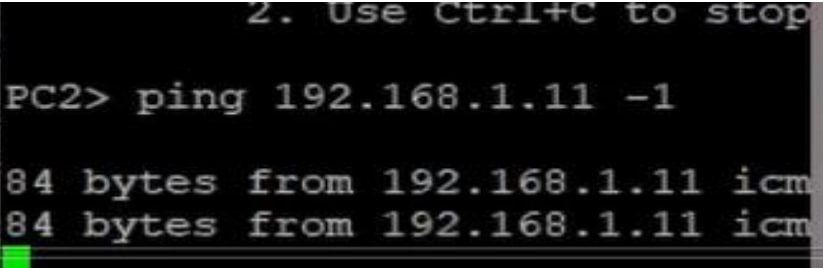 2. Use Ctrl+C to stop
PC2> ping 192.168.1.11 -1
84 bytes from 192.168.1.11 icm
84 bytes from 192.168.1.11 icm